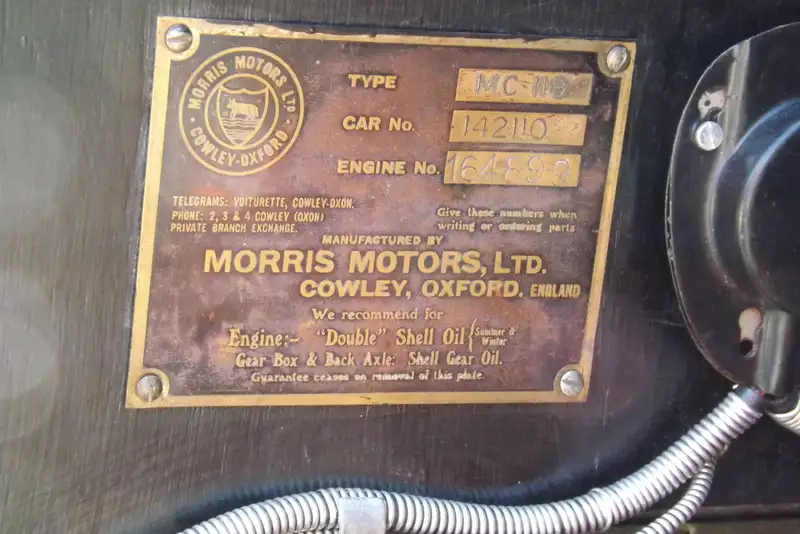 MORRIS MOTORS LTD
COWLEY-OXFORD
TYPE MC 119
CAR No. 142110
ENGINE No.
TELEGRAMS: VOITURETTE, COWLEY-OXON.
PHONE: 2, 3 & 4 COWLEY (OXON)
PRIVATE BRANCH EXCHANGE.
Give these numbers when
writing or ordering parts
MANUFACTURED BY
MORRIS MOTORS, LTD.
COWLEY, OXFORD. ENGLAND
We recommend for
Engine:- "Double" Shell Oil { Summer & Winter
Gear Box & Back Axle: Shell Gear Oil.
Guarantee ceases on removal of this plate.